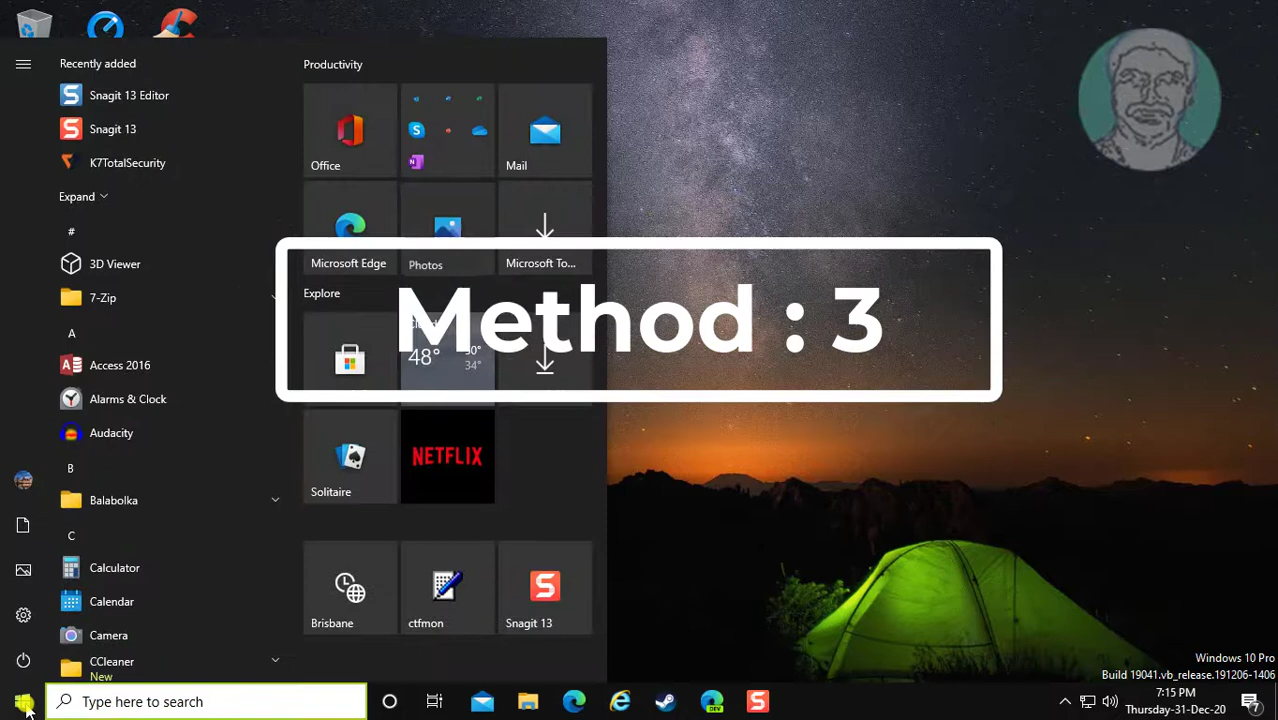 Recently added
Snagit 13 Editor
Snagit 13
K7TotalSecurity
Expand
#
3D Viewer
7-Zip
A
Access 2016
Alarms & Clock
Audacity
B
Balabolka
C
Calculator
Calendar
Camera
CCleaner
New
Productivity
Office
Mail
Microsoft Edge
Photos
Microsoft To...
Explore
48°
34°
Solitaire
NETFLIX
Brisbane
ctfmon
Snagit 13
Method : 3
Type here to search
DEV
Windows 10 Pro
Build 19041.vb_release.191206-1406
7:15 PM
Thursday-31-Dec-20
7